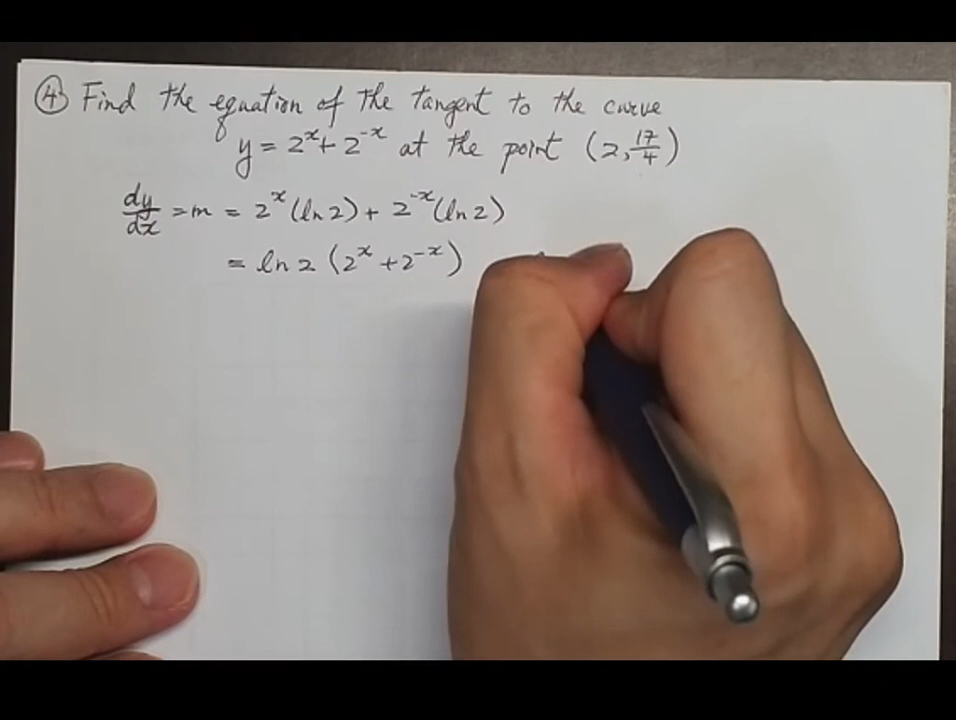 ④ Find the equation of the tangent to the curve
y = 2^x + 2^-x at the point (2, 17/4)
dy/dx = m = 2^x (ln 2) + 2^-x (ln 2)
= ln 2 (2^x + 2^-x)